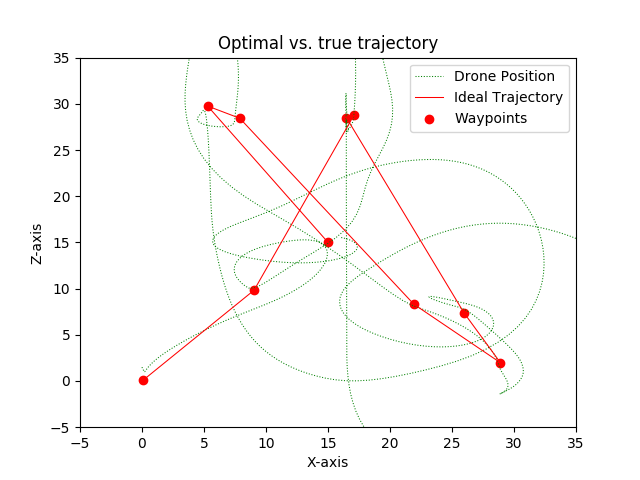 Optimal vs. true trajectory
Drone Position
Ideal Trajectory
Waypoints
Z-axis
35
30
25
20
15
10
5
0
−5
−5 0 5 10 15 20 25 30 35
X-axis